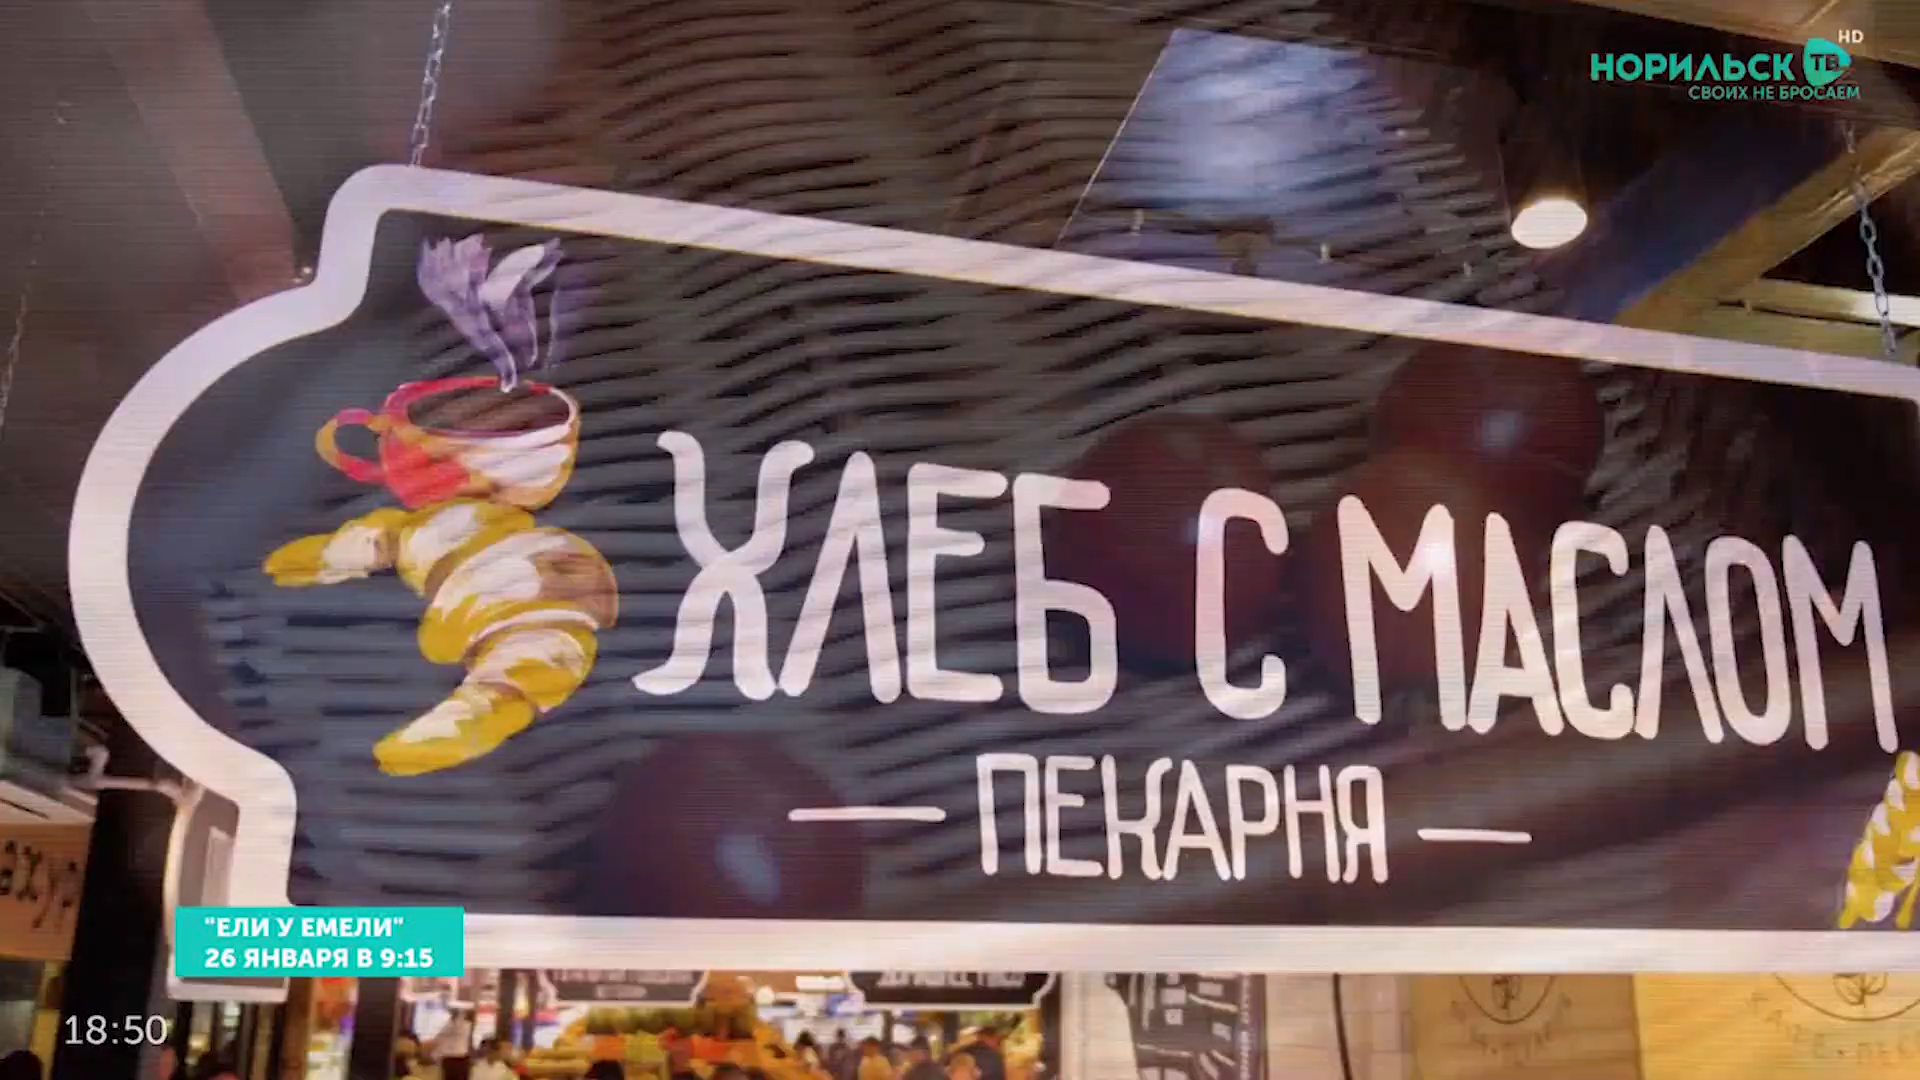 HD
НОРИЛЬСК ТВ
СВОИХ НЕ БРОСАЕМ
ХЛЕБ С МАСЛОМ
— ПЕКАРНЯ —
"ЕЛИ У ЕМЕЛИ"
26 ЯНВАРЯ В 9:15
18:50